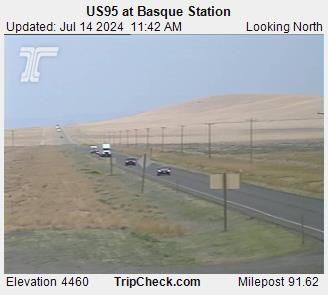 US95 at Basque Station
Updated: Jul 14 2024 11:42 AM Looking North
Elevation 4460 TripCheck.com Milepost 91.62